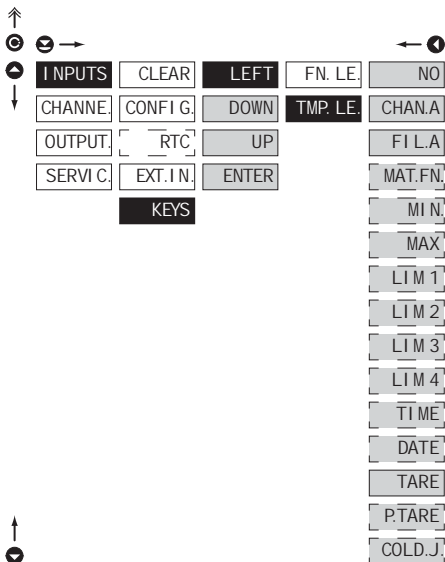 INPUTS CLEAR LEFT FN. LE. NO
CHANNE. CONFIG. DOWN TMP. LE. CHAN.A
OUTPUT. RTC UP FIL.A
SERVIC. EXT.IN. ENTER MAT.FN.
KEYS MIN.
MAX
LIM 1
LIM 2
LIM 3
LIM 4
TIME
DATE
TARE
P.TARE
COLD.J.